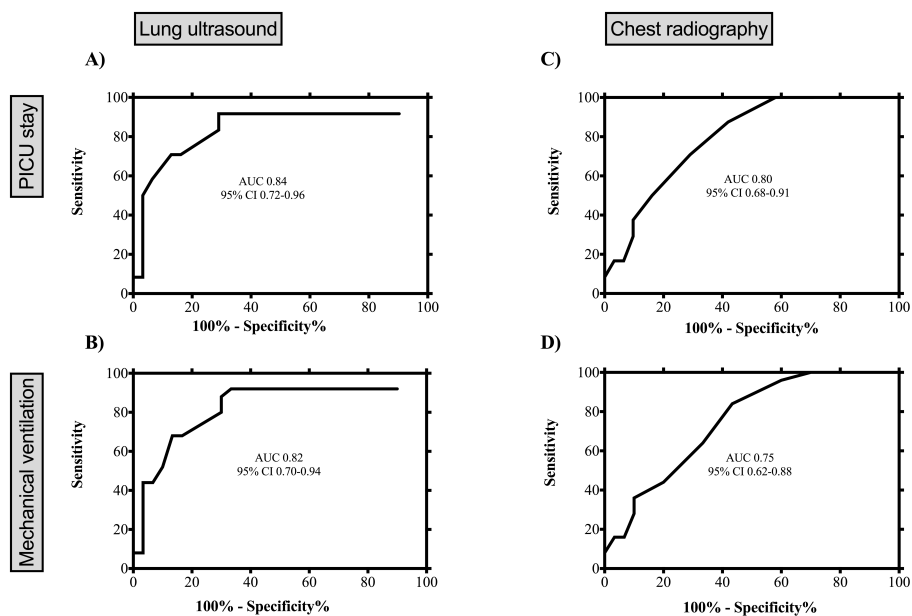 Lung ultrasound
Chest radiography
PICU stay
Mechanical ventilation
A)
100
80
60
40
20
0
Sensitivity
AUC 0.84
95% CI 0.72-0.96
0 20 40 60 80 100
100% - Specificity%
C)
100
80
60
40
20
0
Sensitivity
AUC 0.80
95% CI 0.68-0.91
0 20 40 60 80 100
100% - Specificity%
B)
100
80
60
40
20
0
Sensitivity
AUC 0.82
95% CI 0.70-0.94
0 20 40 60 80 100
100% - Specificity%
D)
100
80
60
40
20
0
Sensitivity
AUC 0.75
95% CI 0.62-0.88
0 20 40 60 80 100
100% - Specificity%